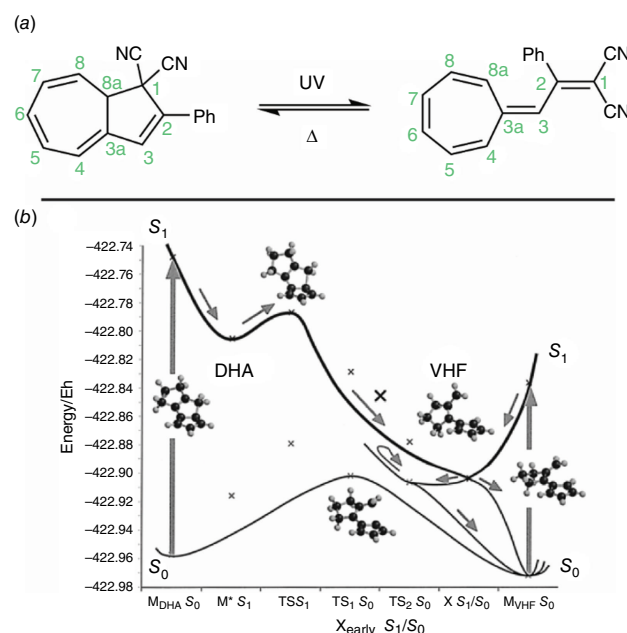 (a)
NC
CN
8
8a
1
7
UV
Ph
6
2
3a
5
3
4
Δ
Ph
CN
8
8a
2
1
7
CN
6
3a
3
5
4
(b)
−422.74
−422.76
−422.80
−422.82
−422.84
−422.86
−422.88
−422.90
−422.92
−422.94
−422.96
−422.98
Energy/Eh
S1
DHA
VHF
S1
S0
S0
MDHA S0
M* S1
TSS1
TS1 S0
TS2 S0
X S1/S0
MVHF S0
Xearly S1/S0